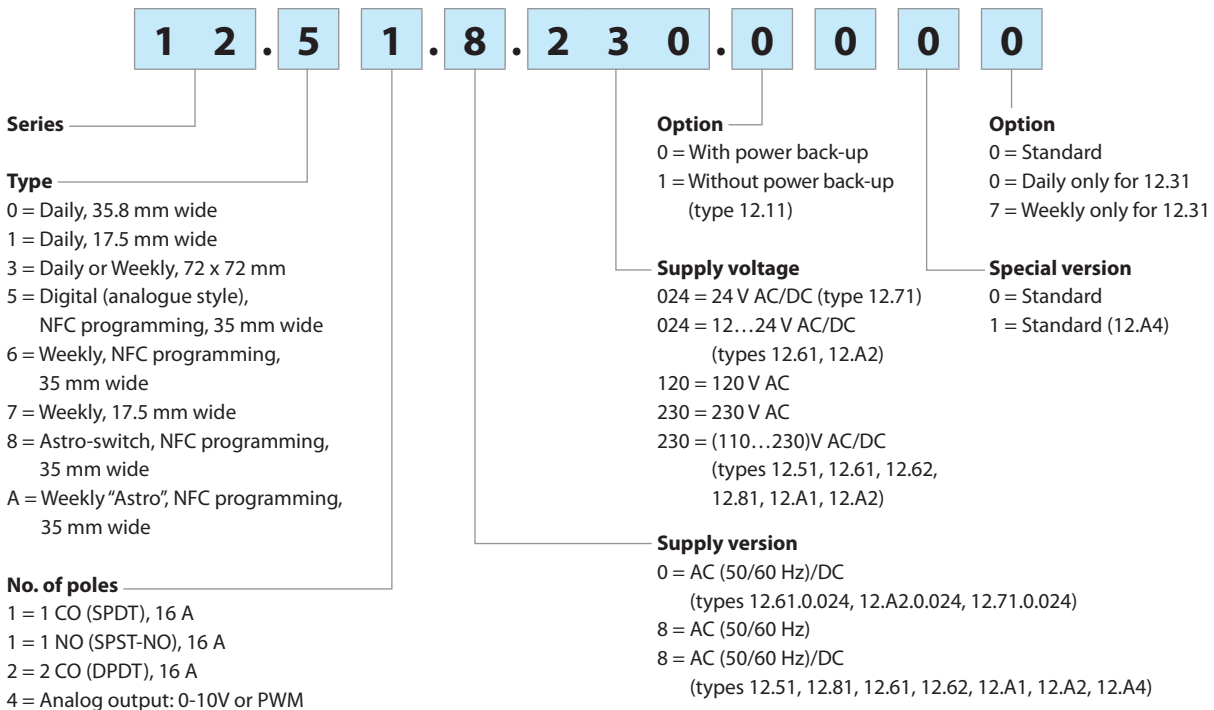 1 2 . 5 1 . 8 . 2 3 0 . 0 0 0 0
Series
Type
0 = Daily, 35.8 mm wide
1 = Daily, 17.5 mm wide
3 = Daily or Weekly, 72 x 72 mm
5 = Digital (analogue style),
NFC programming, 35 mm wide
6 = Weekly, NFC programming,
35 mm wide
7 = Weekly, 17.5 mm wide
8 = Astro-switch, NFC programming,
35 mm wide
A = Weekly “Astro”, NFC programming,
35 mm wide
No. of poles
1 = 1 CO (SPDT), 16 A
1 = 1 NO (SPST-NO), 16 A
2 = 2 CO (DPDT), 16 A
4 = Analog output: 0-10V or PWM
Option
0 = With power back-up
1 = Without power back-up
(type 12.11)
Supply voltage
024 = 24 V AC/DC (type 12.71)
024 = 12…24 V AC/DC
(types 12.61, 12.A2)
120 = 120 V AC
230 = 230 V AC
230 = (110…230)V AC/DC
(types 12.51, 12.61, 12.62,
12.81, 12.A1, 12.A2)
Supply version
0 = AC (50/60 Hz)/DC
(types 12.61.0.024, 12.A2.0.024, 12.71.0.024)
8 = AC (50/60 Hz)
8 = AC (50/60 Hz)/DC
(types 12.51, 12.81, 12.61, 12.62, 12.A1, 12.A2, 12.A4)
Option
0 = Standard
0 = Daily only for 12.31
7 = Weekly only for 12.31
Special version
0 = Standard
1 = Standard (12.A4)